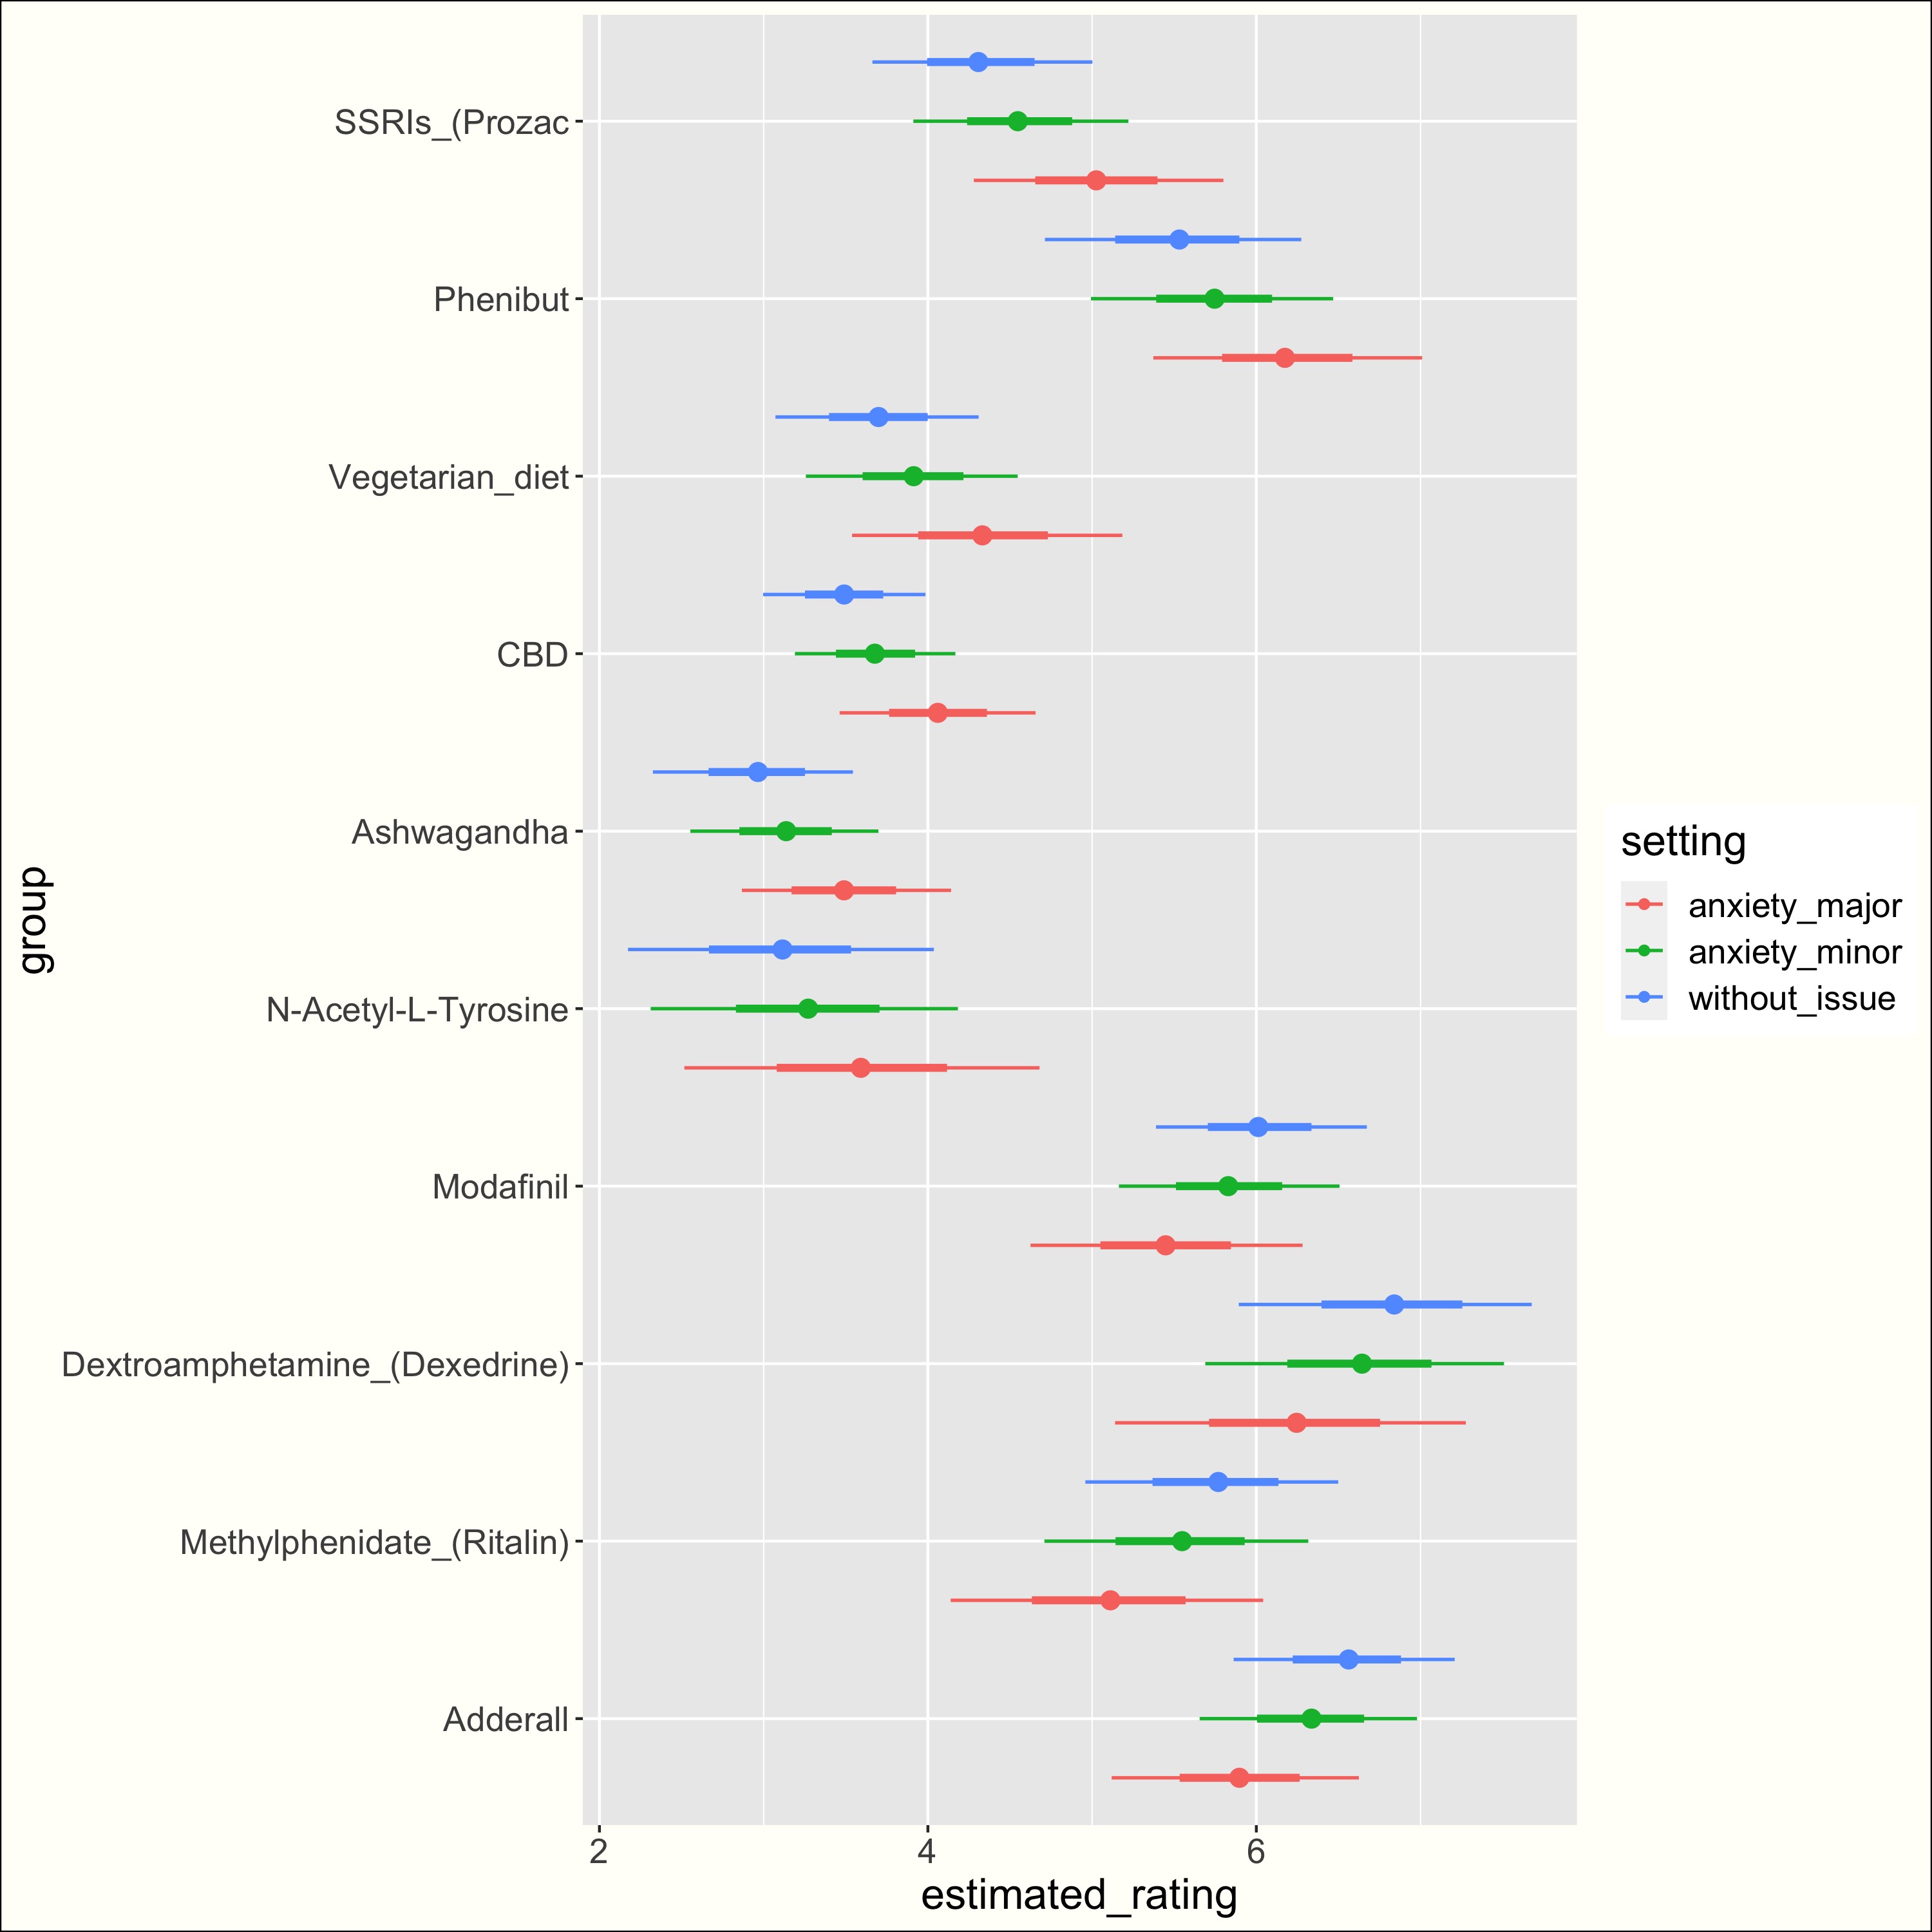 SSRIs_(Prozac
Phenibut
Vegetarian_diet
CBD
Ashwagandha
N-Acetyl-L-Tyrosine
Modafinil
Dextroamphetamine_(Dexedrine)
Methylphenidate_(Ritalin)
Adderall
group
2 4 6
estimated_rating
setting
anxiety_major
anxiety_minor
without_issue